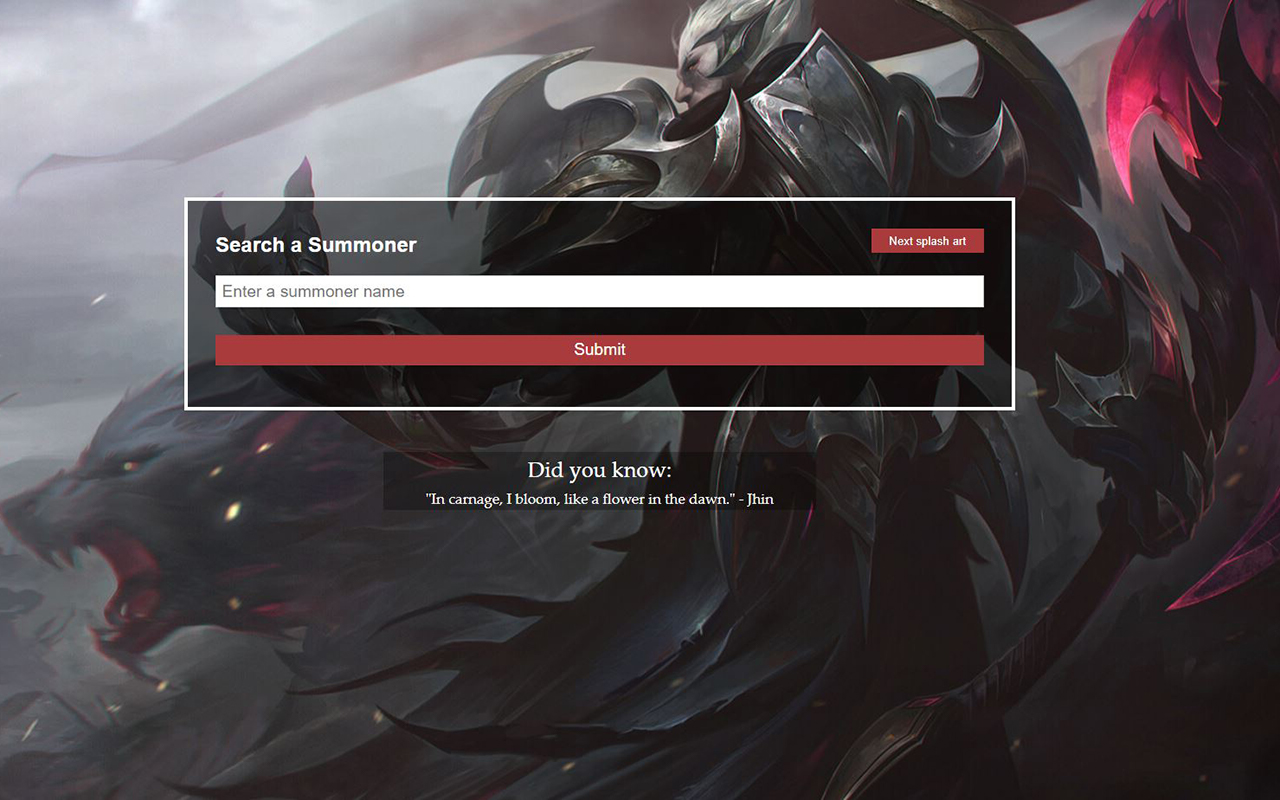 Search a Summoner
Next splash art
Enter a summoner name
Submit
Did you know:
"In carnage, I bloom, like a flower in the dawn." - Jhin